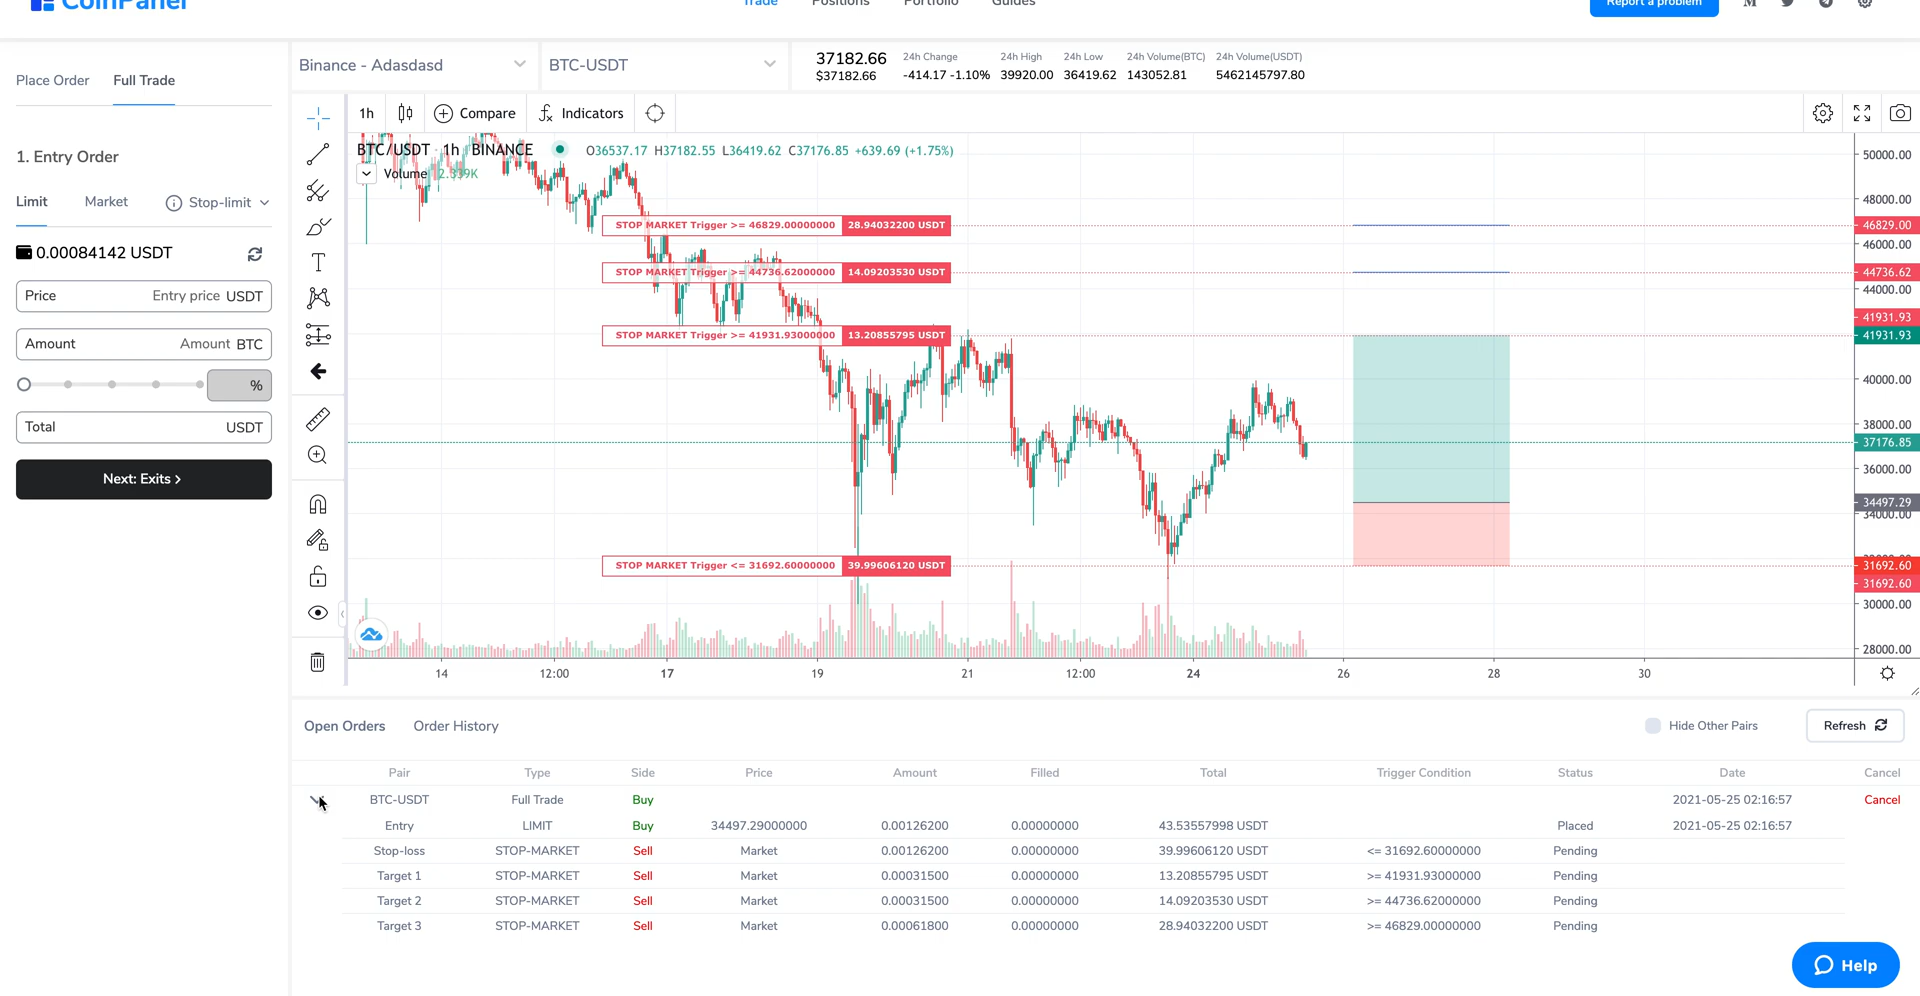 CoinPanel
Trade Positions Portfolio Guides
Report a problem
Place Order Full Trade
Binance - Adasdasd
BTC-USDT
37182.66
$37182.66
24h Change
-414.17 -1.10%
24h High
39920.00
24h Low
36419.62
24h Volume(BTC)
143052.81
24h Volume(USDT)
5462145797.80
1h Compare Indicators
1. Entry Order
Limit Market Stop-limit
0.00084142 USDT
Price Entry price USDT
Amount Amount BTC
%
Total USDT
Next: Exits >
BTC/USDT · 1h · BINANCE O36537.17 H37182.55 L36419.62 C37176.85 +639.69 (+1.75%)
Volume 2.339K
STOP MARKET Trigger >= 46829.00000000 28.94032200 USDT
STOP MARKET Trigger >= 44736.62000000 14.09203530 USDT
STOP MARKET Trigger >= 41931.93000000 13.20855795 USDT
STOP MARKET Trigger <= 31692.60000000 39.99606120 USDT
50000.00
48000.00
46829.00
46000.00
44736.62
44000.00
41931.93
41931.93
40000.00
38000.00
37176.85
36000.00
34497.29
34000.00
31692.60
31692.60
30000.00
28000.00
14 12:00 17 19 21 12:00 24 26 28 30
Open Orders Order History
Hide Other Pairs
Refresh
Pair Type Side Price Amount Filled Total Trigger Condition Status Date Cancel
BTC-USDT Full Trade Buy 2021-05-25 02:16:57 Cancel
Entry LIMIT Buy 34497.29000000 0.00126200 0.00000000 43.53557998 USDT Placed 2021-05-25 02:16:57
Stop-loss STOP-MARKET Sell Market 0.00126200 0.00000000 39.99606120 USDT <= 31692.60000000 Pending
Target 1 STOP-MARKET Sell Market 0.00031500 0.00000000 13.20855795 USDT >= 41931.93000000 Pending
Target 2 STOP-MARKET Sell Market 0.00031500 0.00000000 14.09203530 USDT >= 44736.62000000 Pending
Target 3 STOP-MARKET Sell Market 0.00061800 0.00000000 28.94032200 USDT >= 46829.00000000 Pending
Help